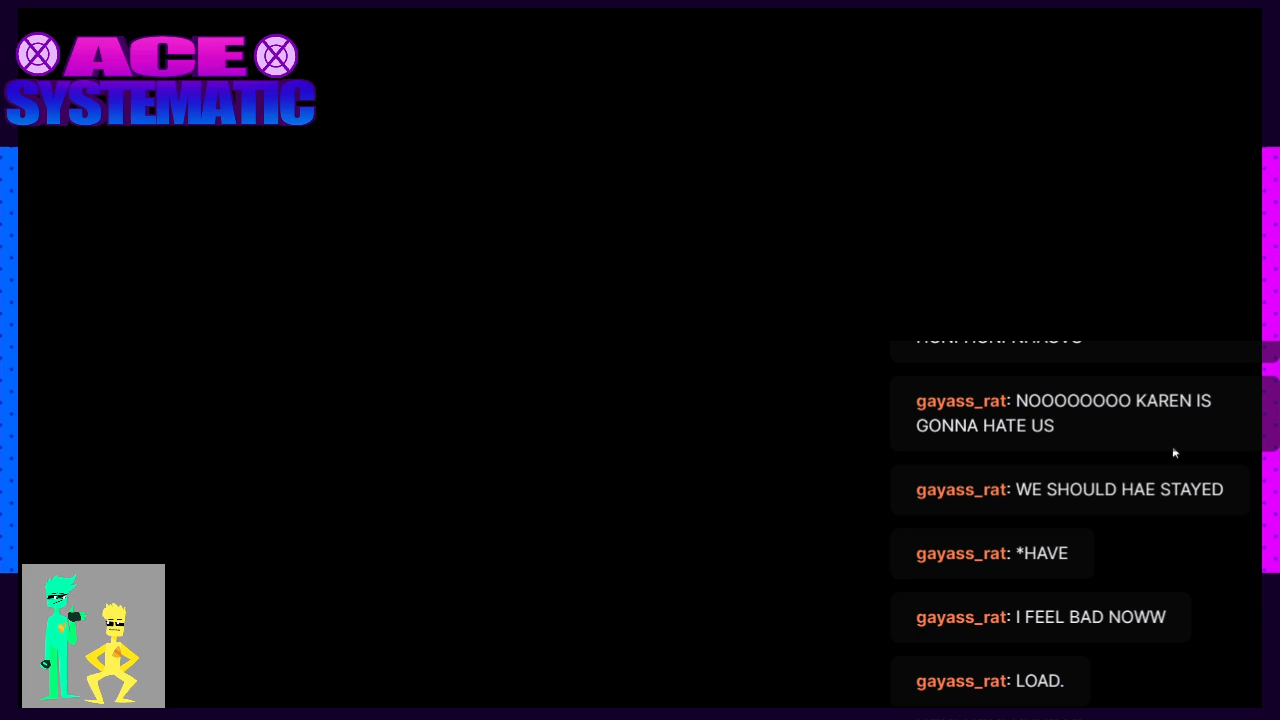 ACE
SYSTEMATIC
gayass_rat: NOOOOOOOO KAREN IS
GONNA HATE US
gayass_rat: WE SHOULD HAE STAYED
gayass_rat: *HAVE
gayass_rat: I FEEL BAD NOWW
gayass_rat: LOAD.